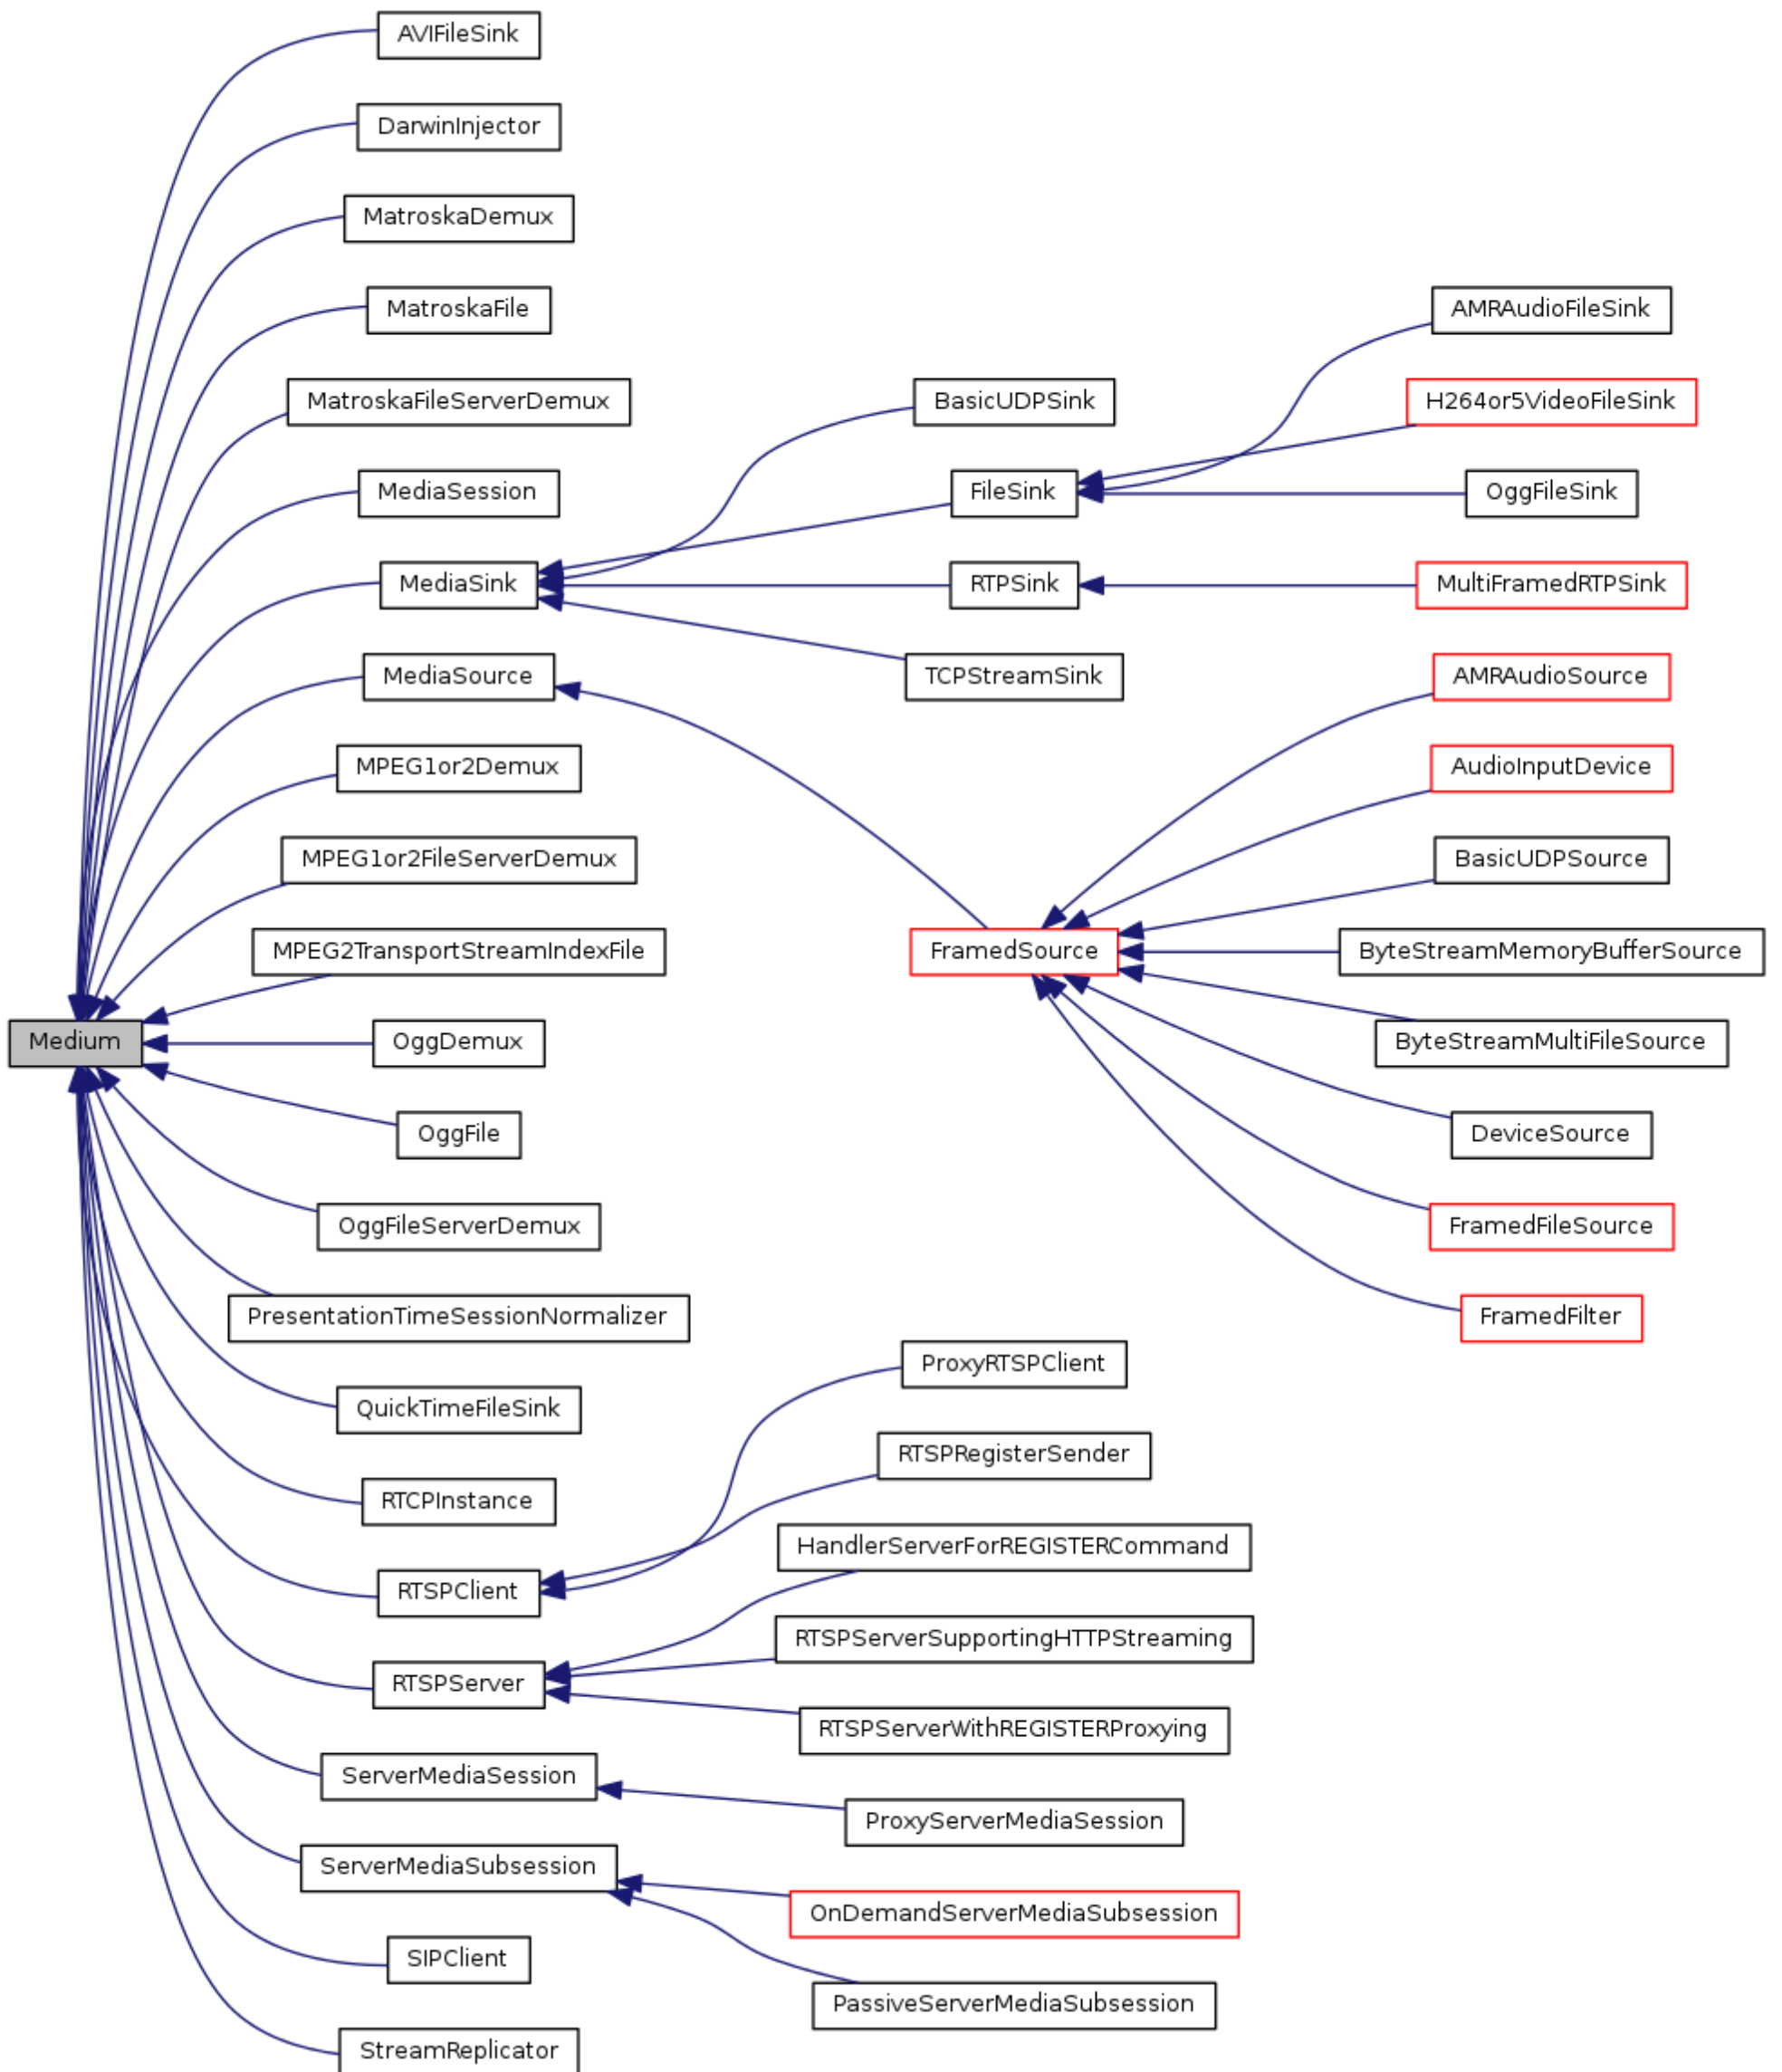 AVIFileSink
DarwinInjector
MatroskaDemux
MatroskaFile
AMRAudioFileSink
MatroskaFileServerDemux
BasicUDPSink
H264or5VideoFileSink
MediaSession
FileSink
OggFileSink
MediaSink
RTPSink
MultiFramedRTPSink
MediaSource
TCPStreamSink
AMRAudioSource
MPEG1or2Demux
AudioInputDevice
MPEG1or2FileServerDemux
BasicUDPSource
MPEG2TransportStreamIndexFile
FramedSource
ByteStreamMemoryBufferSource
Medium
OggDemux
ByteStreamMultiFileSource
OggFile
DeviceSource
OggFileServerDemux
FramedFileSource
PresentationTimeSessionNormalizer
FramedFilter
ProxyRTSPClient
QuickTimeFileSink
RTSPRegisterSender
RTCPInstance
HandlerServerForREGISTERCommand
RTSPClient
RTSPServerSupportingHTTPStreaming
RTSPServer
RTSPServerWithREGISTERProxying
ServerMediaSession
ProxyServerMediaSession
ServerMediaSubsession
OnDemandServerMediaSubsession
SIPClient
PassiveServerMediaSubsession
StreamReplicator